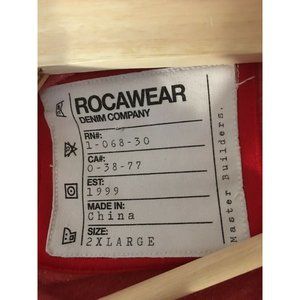 ROCAWEAR
DENIM COMPANY
RN#:
1-068-30
CA#:
0-38-77
EST:
1999
MADE IN:
China
SIZE:
2XLARGE
Master Builders.